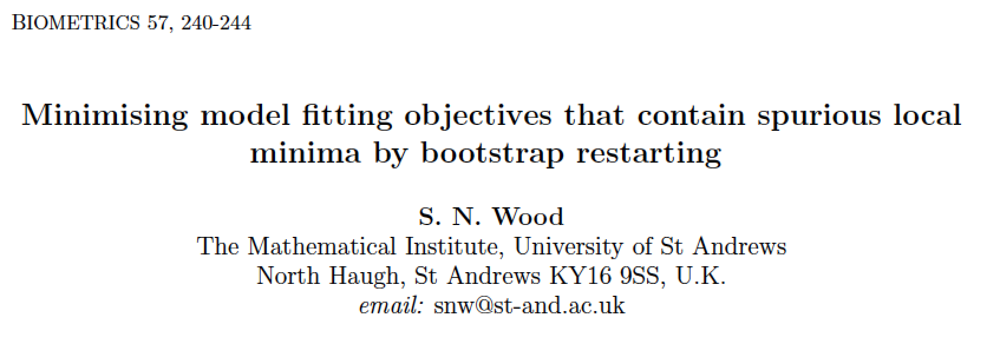 BIOMETRICS 57, 240-244
Minimising model fitting objectives that contain spurious local
minima by bootstrap restarting
S. N. Wood
The Mathematical Institute, University of St Andrews
North Haugh, St Andrews KY16 9SS, U.K.
email: snw@st-and.ac.uk